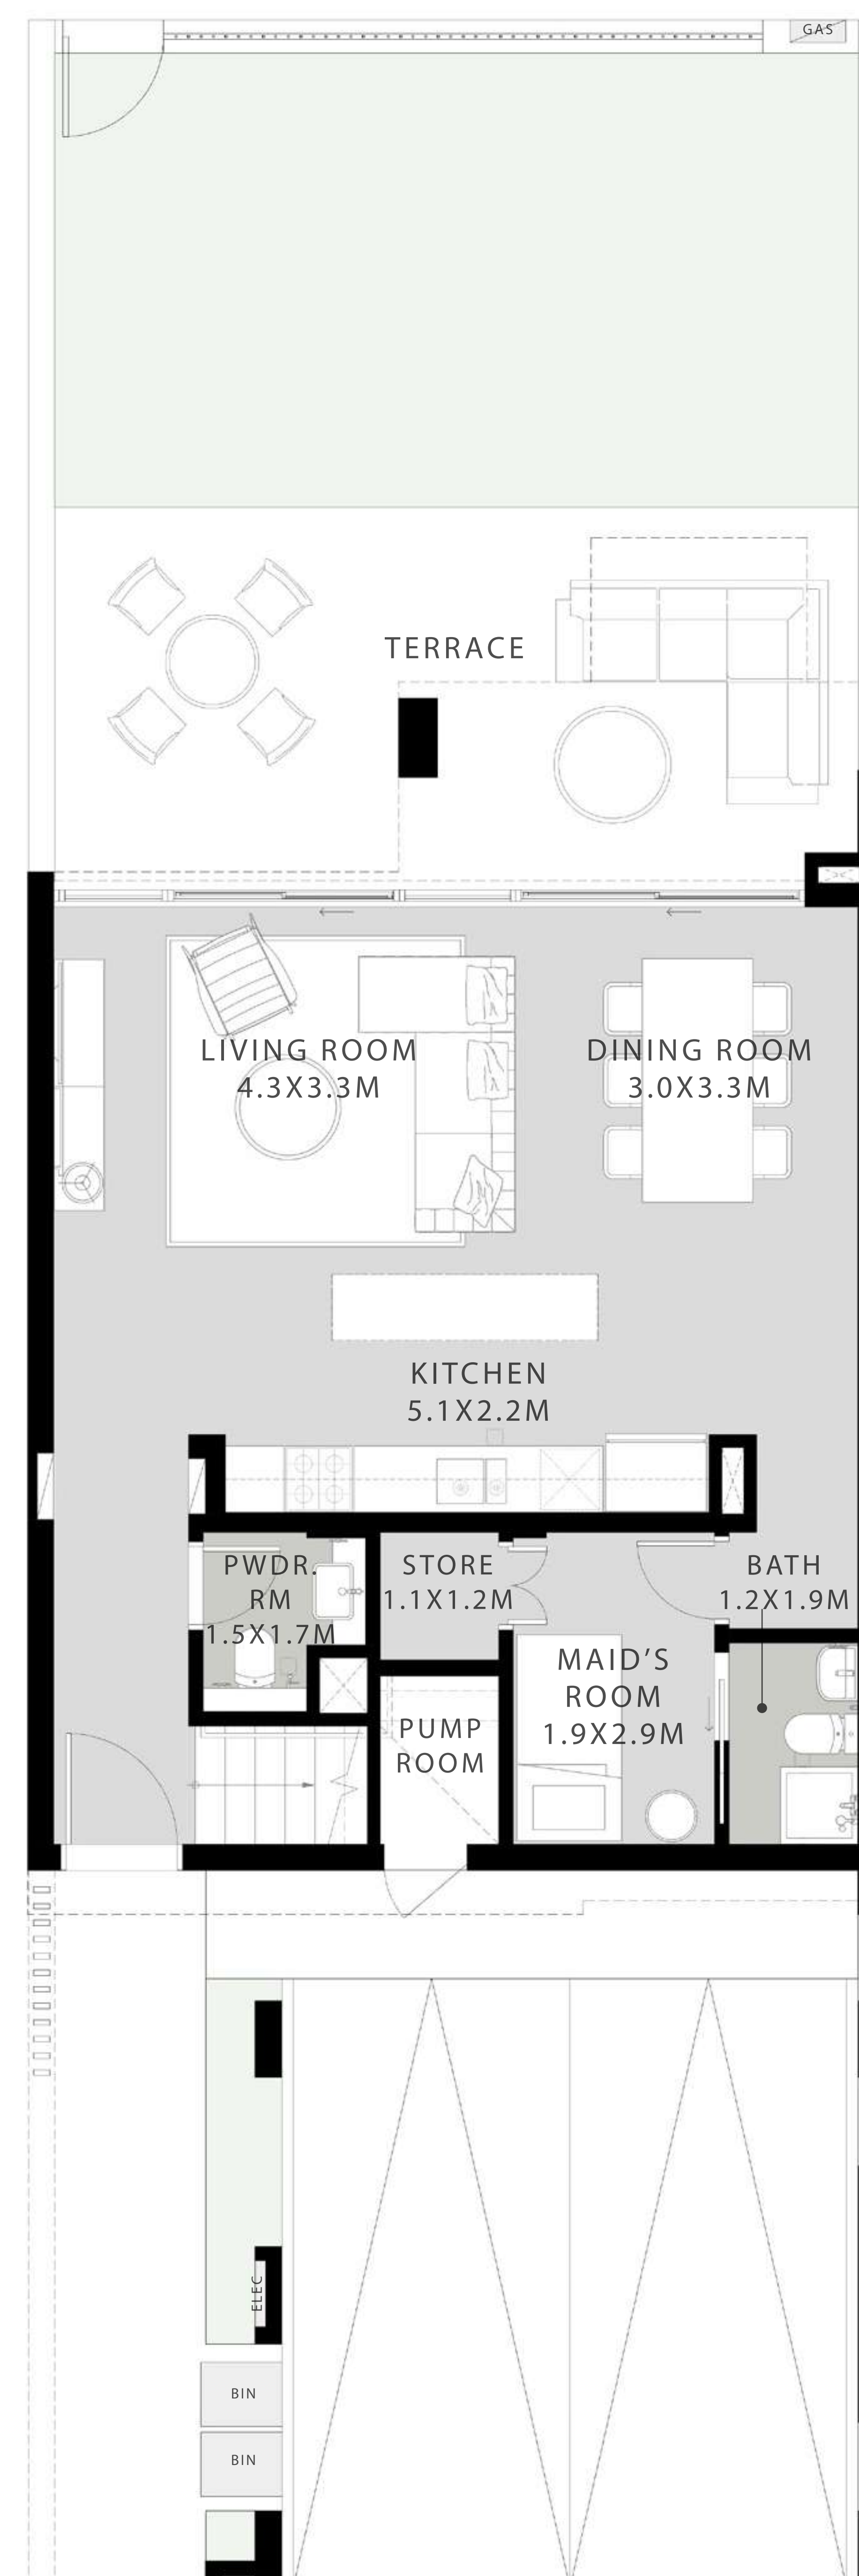 GAS
TERRACE
LIVING ROOM
4.3X3.3M
DINING ROOM
3.0X3.3M
KITCHEN
5.1X2.2M
PWDR.
RM
1.5X1.7M
STORE
1.1X1.2M
BATH
1.2X1.9M
MAID’S
ROOM
1.9X2.9M
PUMP
ROOM
ELEC
BIN
BIN